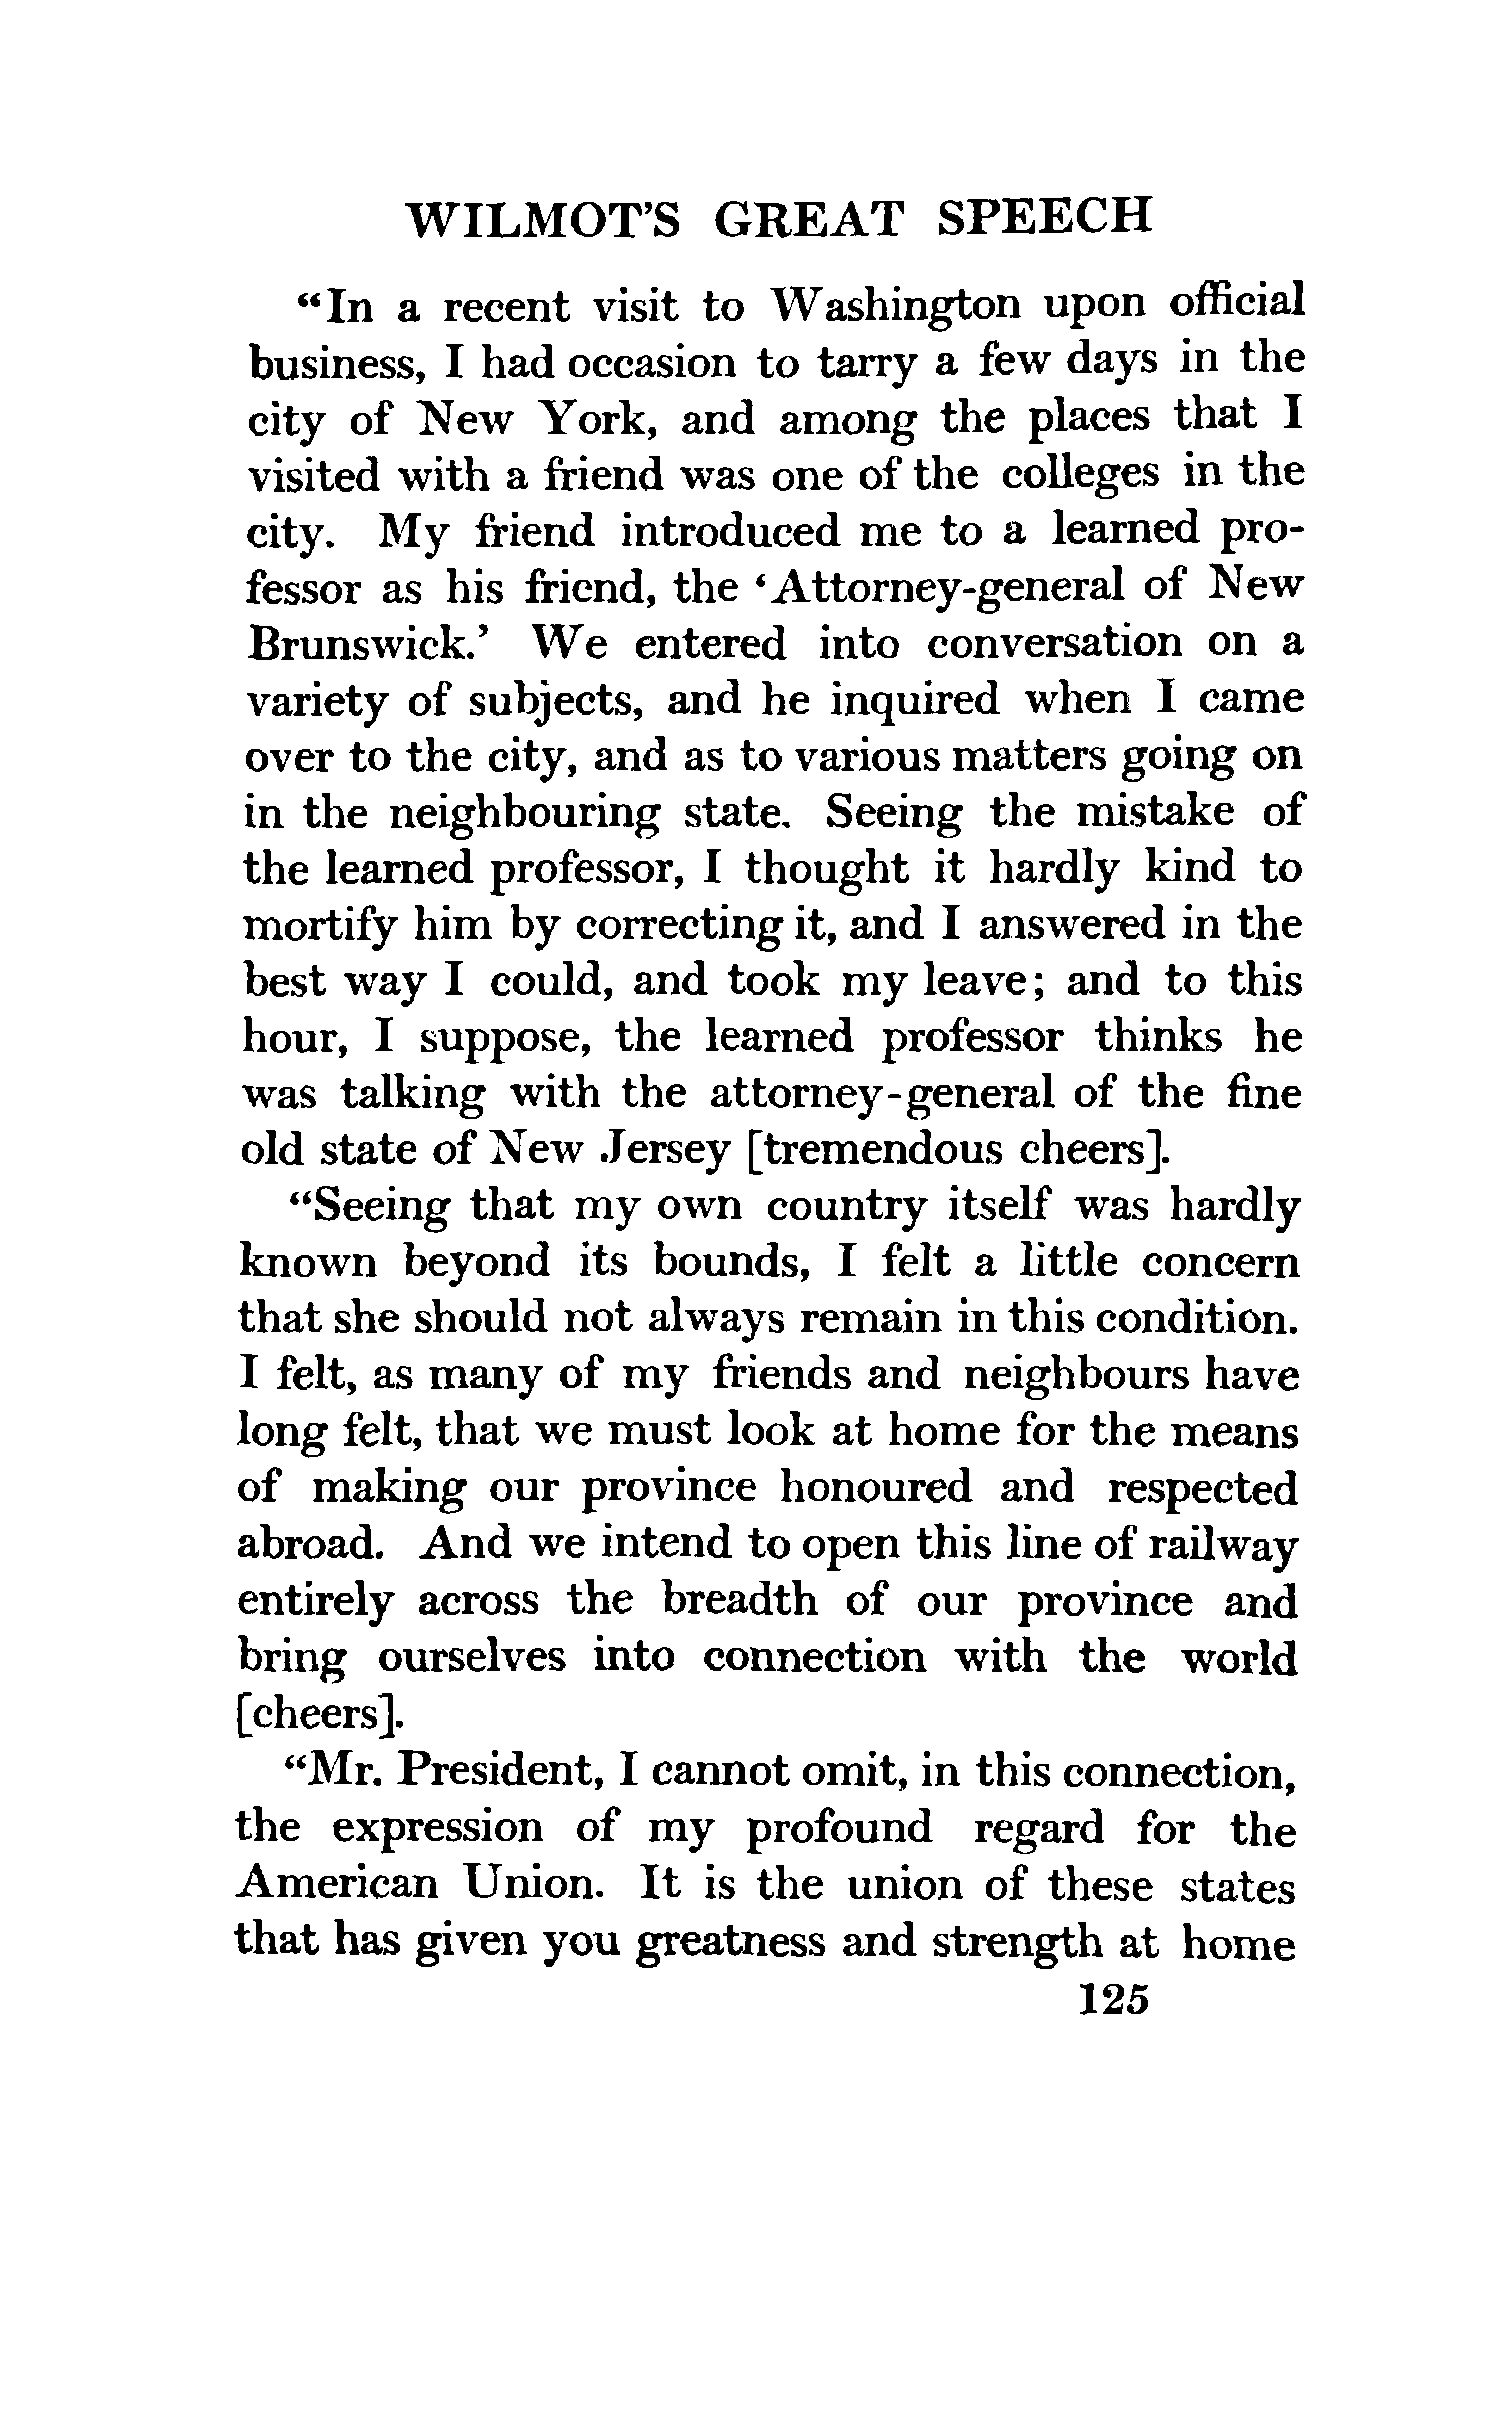 WILMOT'S GREAT SPEECH
“In a recent visit to Washington upon official
business, I had occasion to tarry a few days in the
city of New York, and among the places that I
visited with a friend was one of the colleges in the
city. My friend introduced me to a learned pro-
fessor as his friend, the ‘Attorney-general of New
Brunswick.’ We entered into conversation on a
variety of subjects, and he inquired when I came
over to the city, and as to various matters going on
in the neighbouring state. Seeing the mistake of
the learned professor, I thought it hardly kind to
mortify him by correcting it, and I answered in the
best way I could, and took my leave; and to this
hour, I suppose, the learned professor thinks he
was talking with the attorney-general of the fine
old state of New Jersey [tremendous cheers].
“Seeing that my own country itself was hardly
known beyond its bounds, I felt a little concern
that she should not always remain in this condition.
I felt, as many of my friends and neighbours have
long felt, that we must look at home for the means
of making our province honoured and respected
abroad. And we intend to open this line of railway
entirely across the breadth of our province and
bring ourselves into connection with the world
[cheers].
“Mr. President, I cannot omit, in this connection,
the expression of my profound regard for the
American Union. It is the union of these states
that has given you greatness and strength at home
125